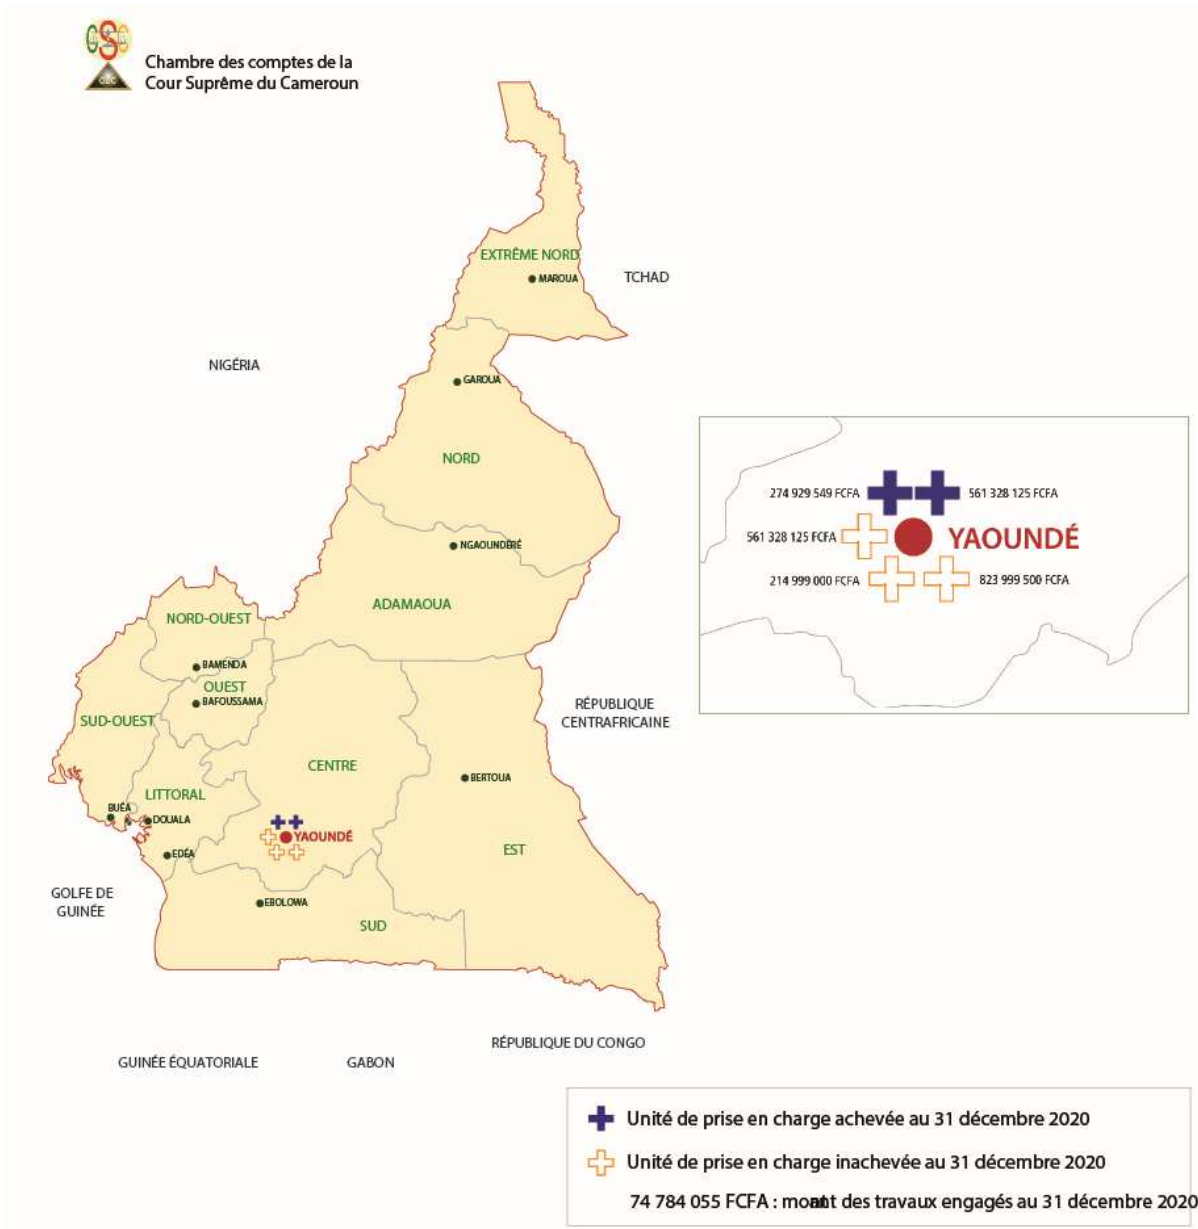 Chambre des comptes de la
Cour Suprême du Cameroun
EXTRÊME NORD
MAROUA
TCHAD
NIGÉRIA
GAROUA
NORD
274 929 549 FCFA
561 328 125 FCFA
561 328 125 FCFA
YAOUNDÉ
214 999 000 FCFA
823 999 500 FCFA
NGAOUNDÉRÉ
ADAMAOUA
NORD-OUEST
BAMENDA
OUEST
BAFOUSSAMA
SUD-OUEST
RÉPUBLIQUE
CENTRAFRICAINE
CENTRE
BERTOUA
LITTORAL
BUÉA
DOUALA
YAOUNDÉ
EDÉA
EST
GOLFE DE
GUINÉE
EBOLOWA
SUD
RÉPUBLIQUE DU CONGO
GUINÉE ÉQUATORIALE
GABON
Unité de prise en charge achevée au 31 décembre 2020
Unité de prise en charge inachevée au 31 décembre 2020
74 784 055 FCFA : des travaux engagés au 31 décembre 2020